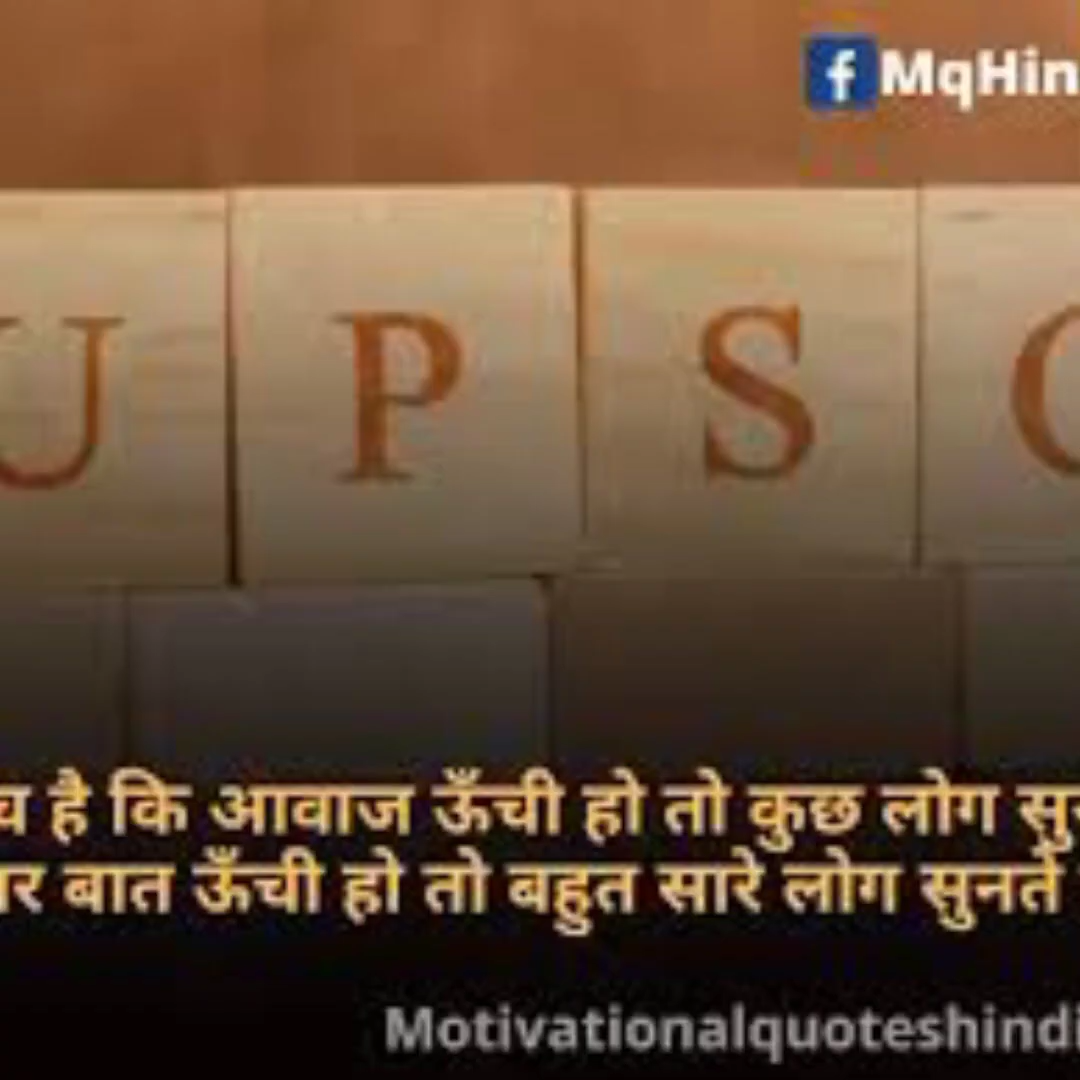 MqHin
U P S C
है कि आवाज ऊँची हो तो कुछ लोग
बात ऊँची हो तो बहुत सारे लोग सुनते
Motivationalquoteshindi